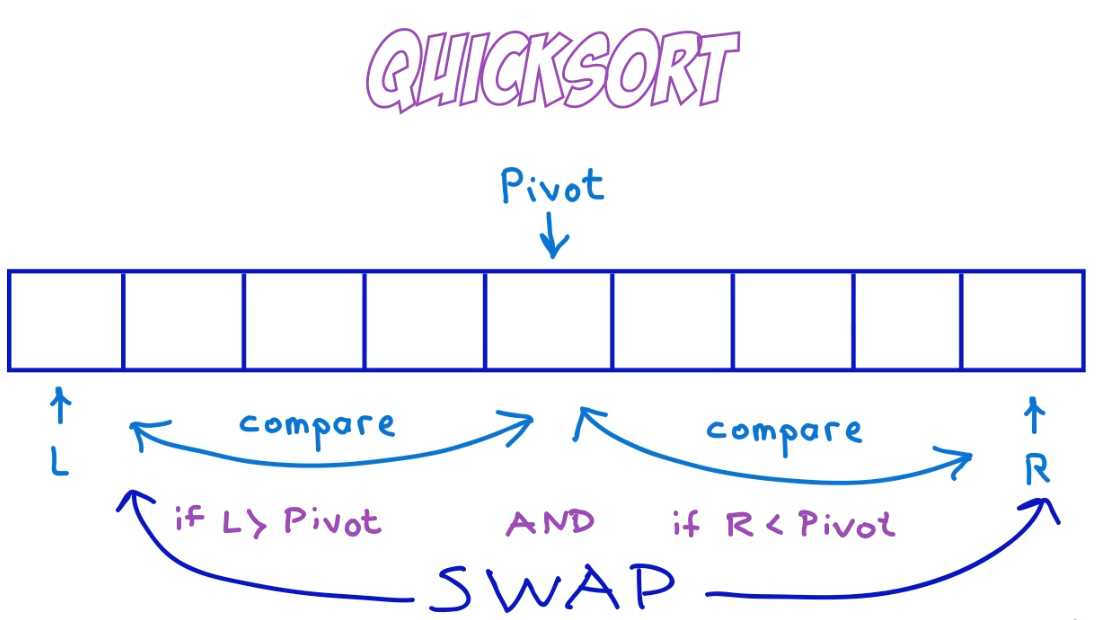 QUICKSORT
Pivot
compare
compare
L
R
if L > Pivot AND if R < Pivot
SWAP